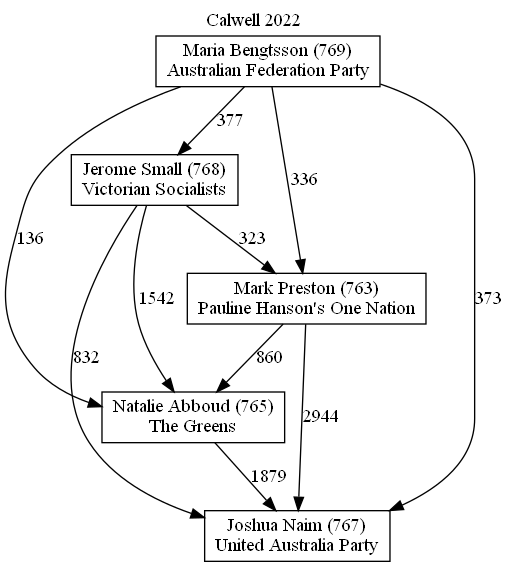 Calwell 2022
Maria Bengtsson (769)
Australian Federation Party
377
Jerome Small (768)
Victorian Socialists
336
136
323
373
Mark Preston (763)
Pauline Hanson's One Nation
1542
832
860
Natalie Abboud (765)
The Greens
2944
1879
Joshua Naim (767)
United Australia Party